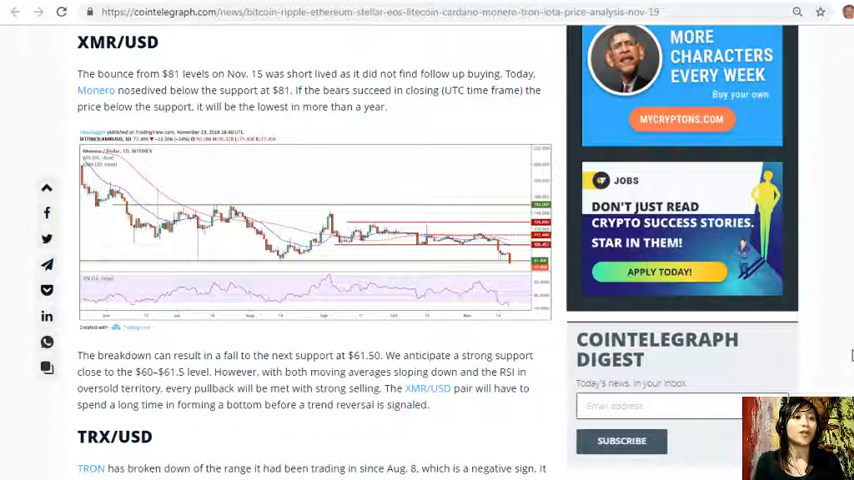 https://cointelegraph.com/news/bitcoin-ripple-ethereum-stellar-eos-litecoin-cardano-monero-tron-iota-price-analysis-nov-19
XMR/USD
The bounce from $81 levels on Nov. 15 was short lived as it did not find follow up buying. Today,
Monero nosedived below the support at $81. If the bears succeed in closing (UTC time frame) the
price below the support, it will be the lowest in more than a year.
The breakdown can result in a fall to the next support at $61.50. We anticipate a strong support
close to the $60–$61.5 level. However, with both moving averages sloping down and the RSI in
oversold territory, every pullback will be met with strong selling. The XMR/USD pair will have to
spend a long time in forming a bottom before a trend reversal is signaled.
TRX/USD
TRON has broken down of the range it had been trading in since Aug. 8, which is a negative sign. It
MORE
CHARACTERS
EVERY WEEK
Buy your own
MYCRYPTONS.COM
JOBS
DON'T JUST READ
CRYPTO SUCCESS STORIES.
STAR IN THEM!
APPLY TODAY!
COINTELEGRAPH
DIGEST
Today's news, in your inbox
Email address
SUBSCRIBE